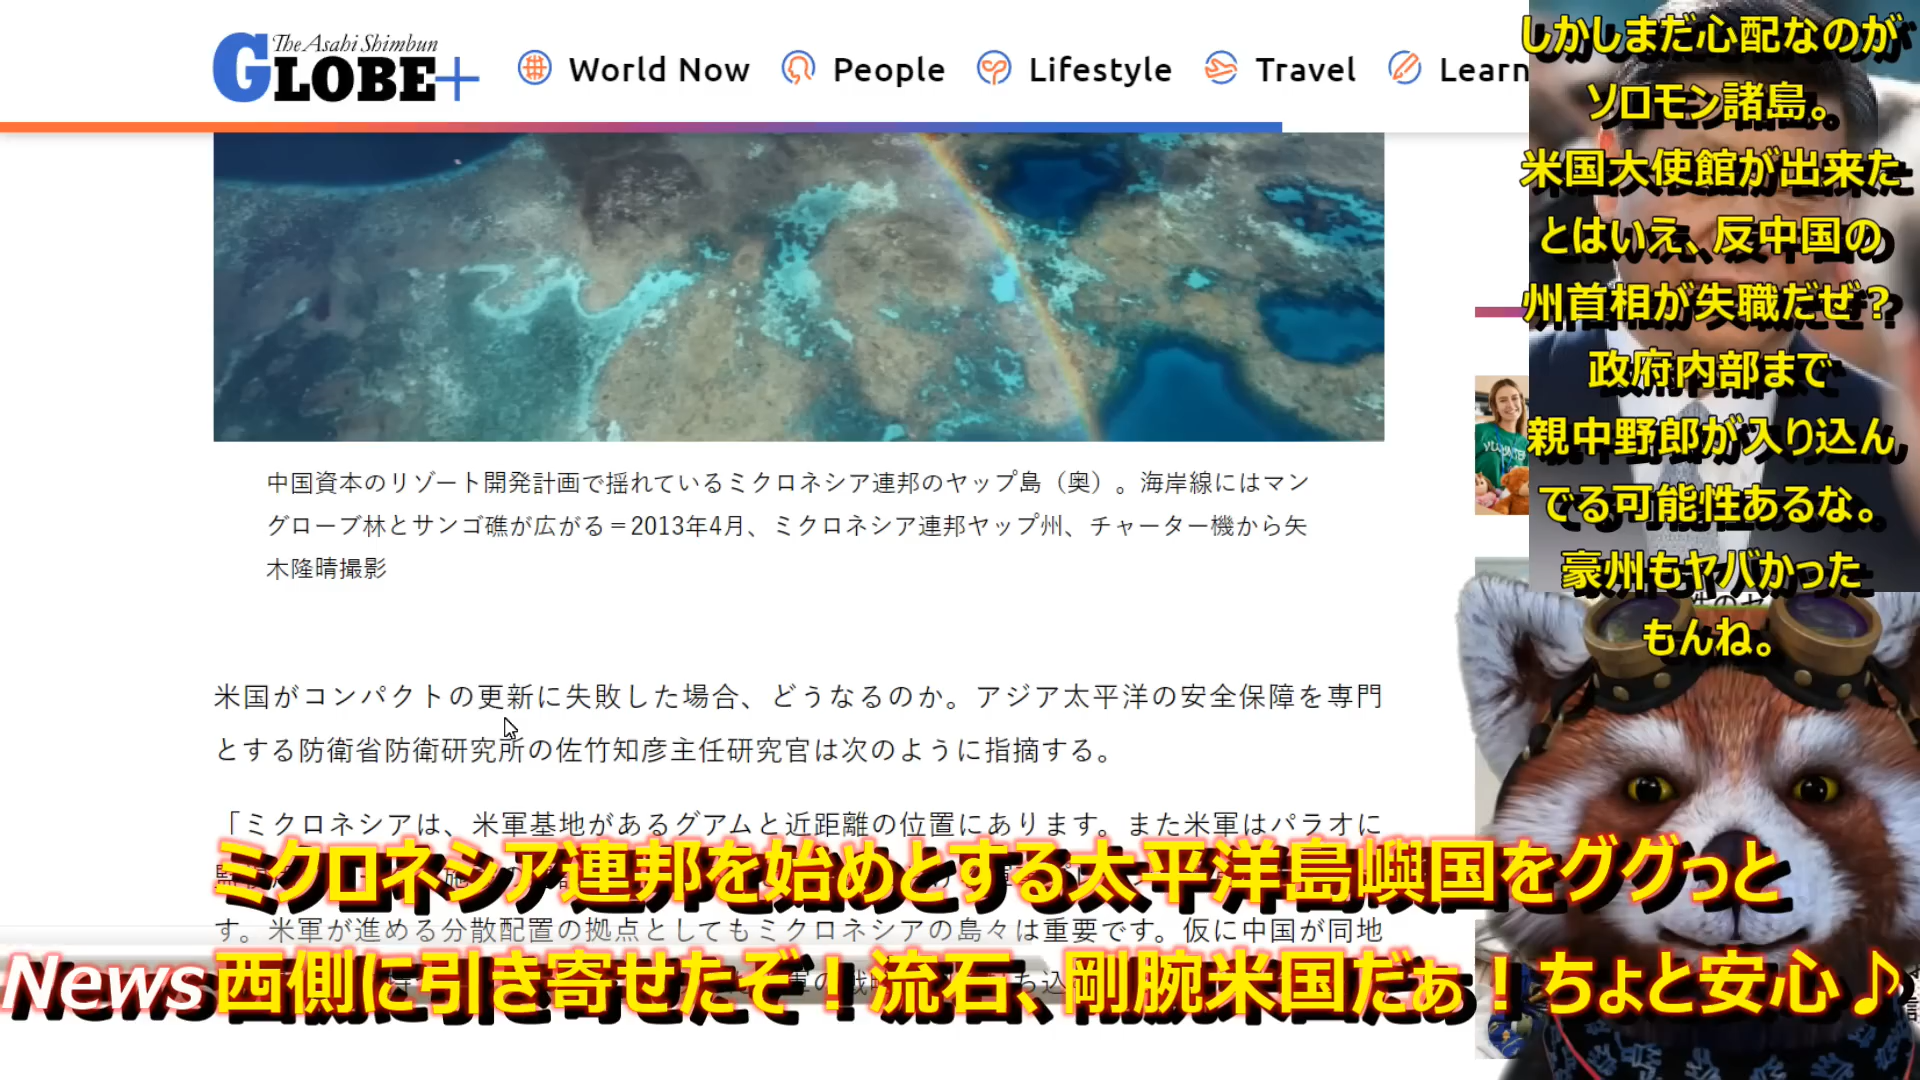 The Asahi Shimbun
GLOBE+
World Now
People
Lifestyle
Travel
Learn
しかしまだ心配なのが
ソロモン諸島。
米国大使館が出来た
とはいえ、反中国の
州首相が失職だぜ？
政府内部まで
親中野郎が入り込ん
でる可能性あるな。
豪州もヤバかった
もんね。
中国資本のリゾート開発計画で揺れているミクロネシア連邦のヤップ島（奥）。海岸線にはマン
グローブ林とサンゴ礁が広がる＝2013年4月、ミクロネシア連邦ヤップ州、チャーター機から矢
木隆晴撮影
米国がコンパクトの更新に失敗した場合、どうなるのか。アジア太平洋の安全保障を専門
とする防衛省防衛研究所の佐竹知彦主任研究官は次のように指摘する。
「ミクロネシアは、米軍基地があるグアムと近距離の位置にあります。また米軍はパラオに
す。米軍が進める分散配置の拠点としてもミクロネシアの島々は重要です。仮に中国が同地
ミクロネシア連邦を始めとする太平洋島嶼国をググっと
News
西側に引き寄せたぞ！流石、剛腕米国だぁ！ちょと安心♪